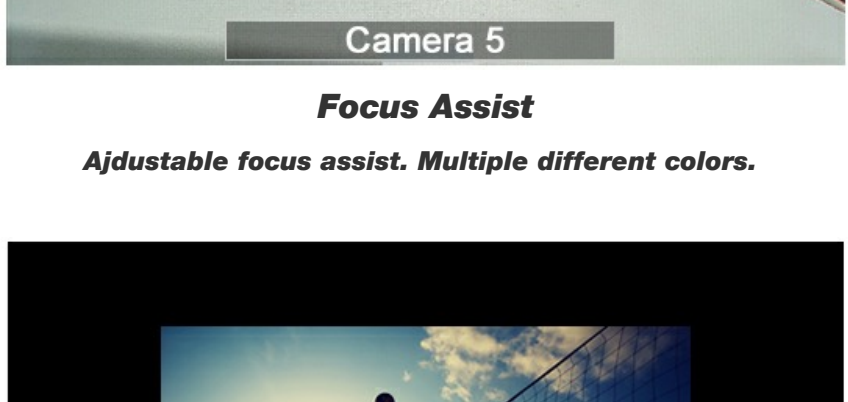 Camera 5
Focus Assist
Ajdustable focus assist. Multiple different colors.